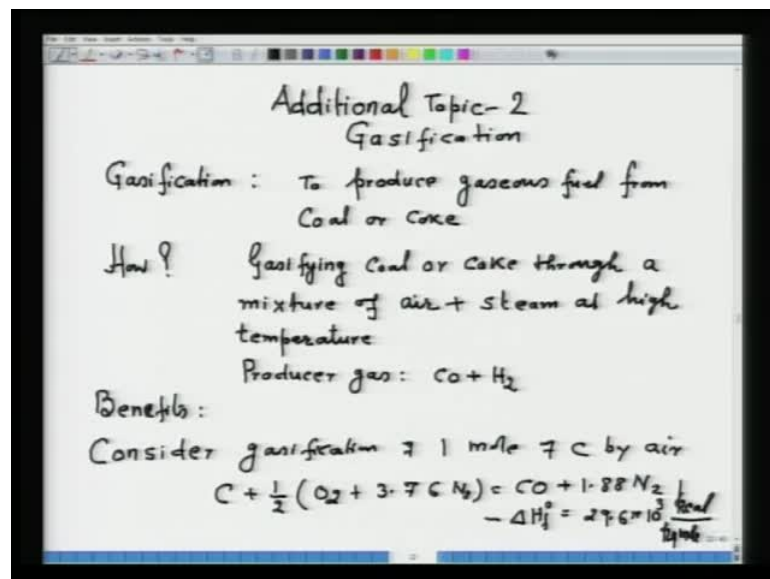 Additional Topic-2
Gasification
Gasification : To produce gaseous fuel from
Coal or Coke
How? Gasifying Coal or Coke through a
mixture of air + steam at high
temperature
Producer gas: CO + H₂
Benefits:
Consider gasification of 1 mole of C by air
C + 1/2 (O₂ + 3.76 N₂) = CO + 1.88 N₂
- ΔH°f = 29.6 × 10³ kcal/kgmole